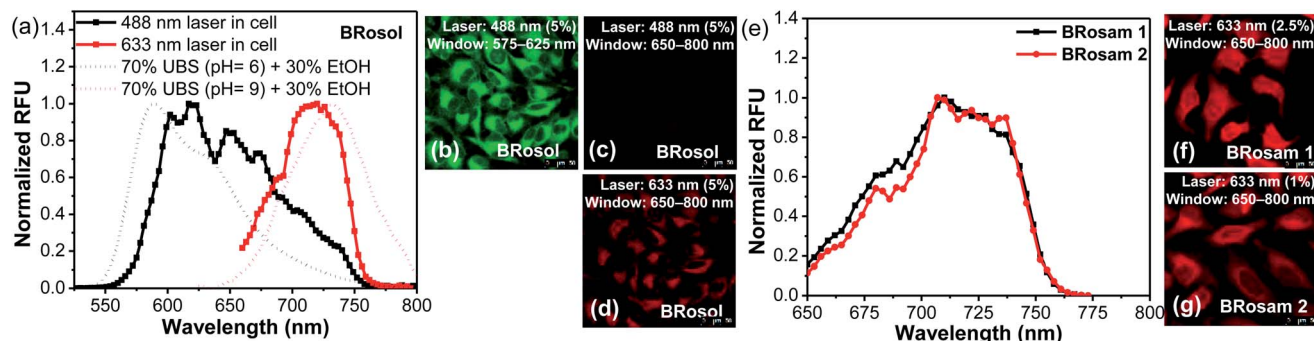 (a)
488 nm laser in cell
BRosol
633 nm laser in cell
70% UBS (pH= 6) + 30% EtOH
70% UBS (pH= 9) + 30% EtOH
Normalized RFU
1.4
1.2
1.0
0.8
0.6
0.4
0.2
0.0
550
600
650
700
750
800
Wavelength (nm)
Laser: 488 nm (5%)
Window: 575–625 nm
(b)
BRosol
Laser: 488 nm (5%)
Window: 650–800 nm
(c)
BRosol
Laser: 633 nm (5%)
Window: 650–800 nm
(d)
BRosol
(e)
BRosam 1
BRosam 2
Normalized RFU
1.4
1.2
1.0
0.8
0.6
0.4
0.2
0.0
650
675
700
725
750
775
800
Wavelength (nm)
Laser: 633 nm (2.5%)
Window: 650–800 nm
(f)
BRosam 1
Laser: 633 nm (1%)
Window: 650–800 nm
(g)
BRosam 2